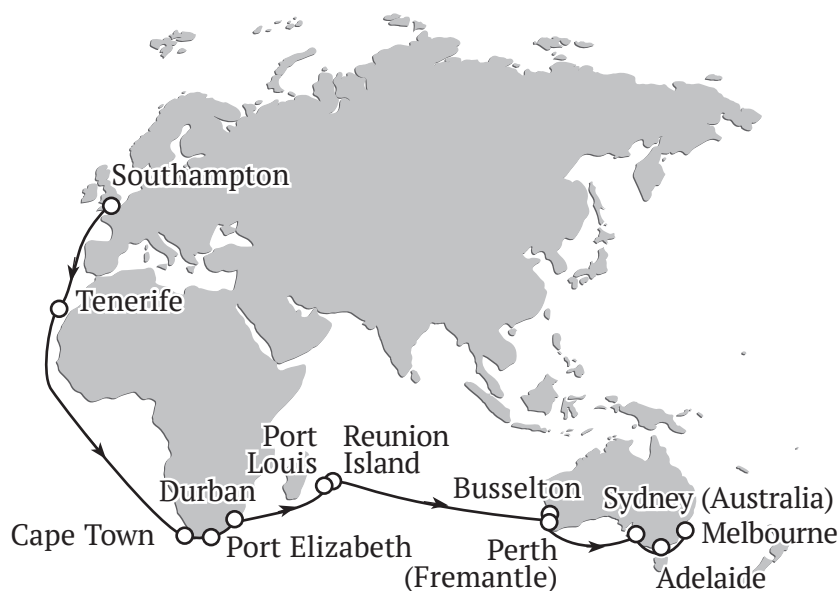 Southampton
Tenerife
Port
Louis
Reunion
Island
Durban
Busselton
Sydney (Australia)
Cape Town
Port Elizabeth
Perth
(Fremantle)
Melbourne
Adelaide